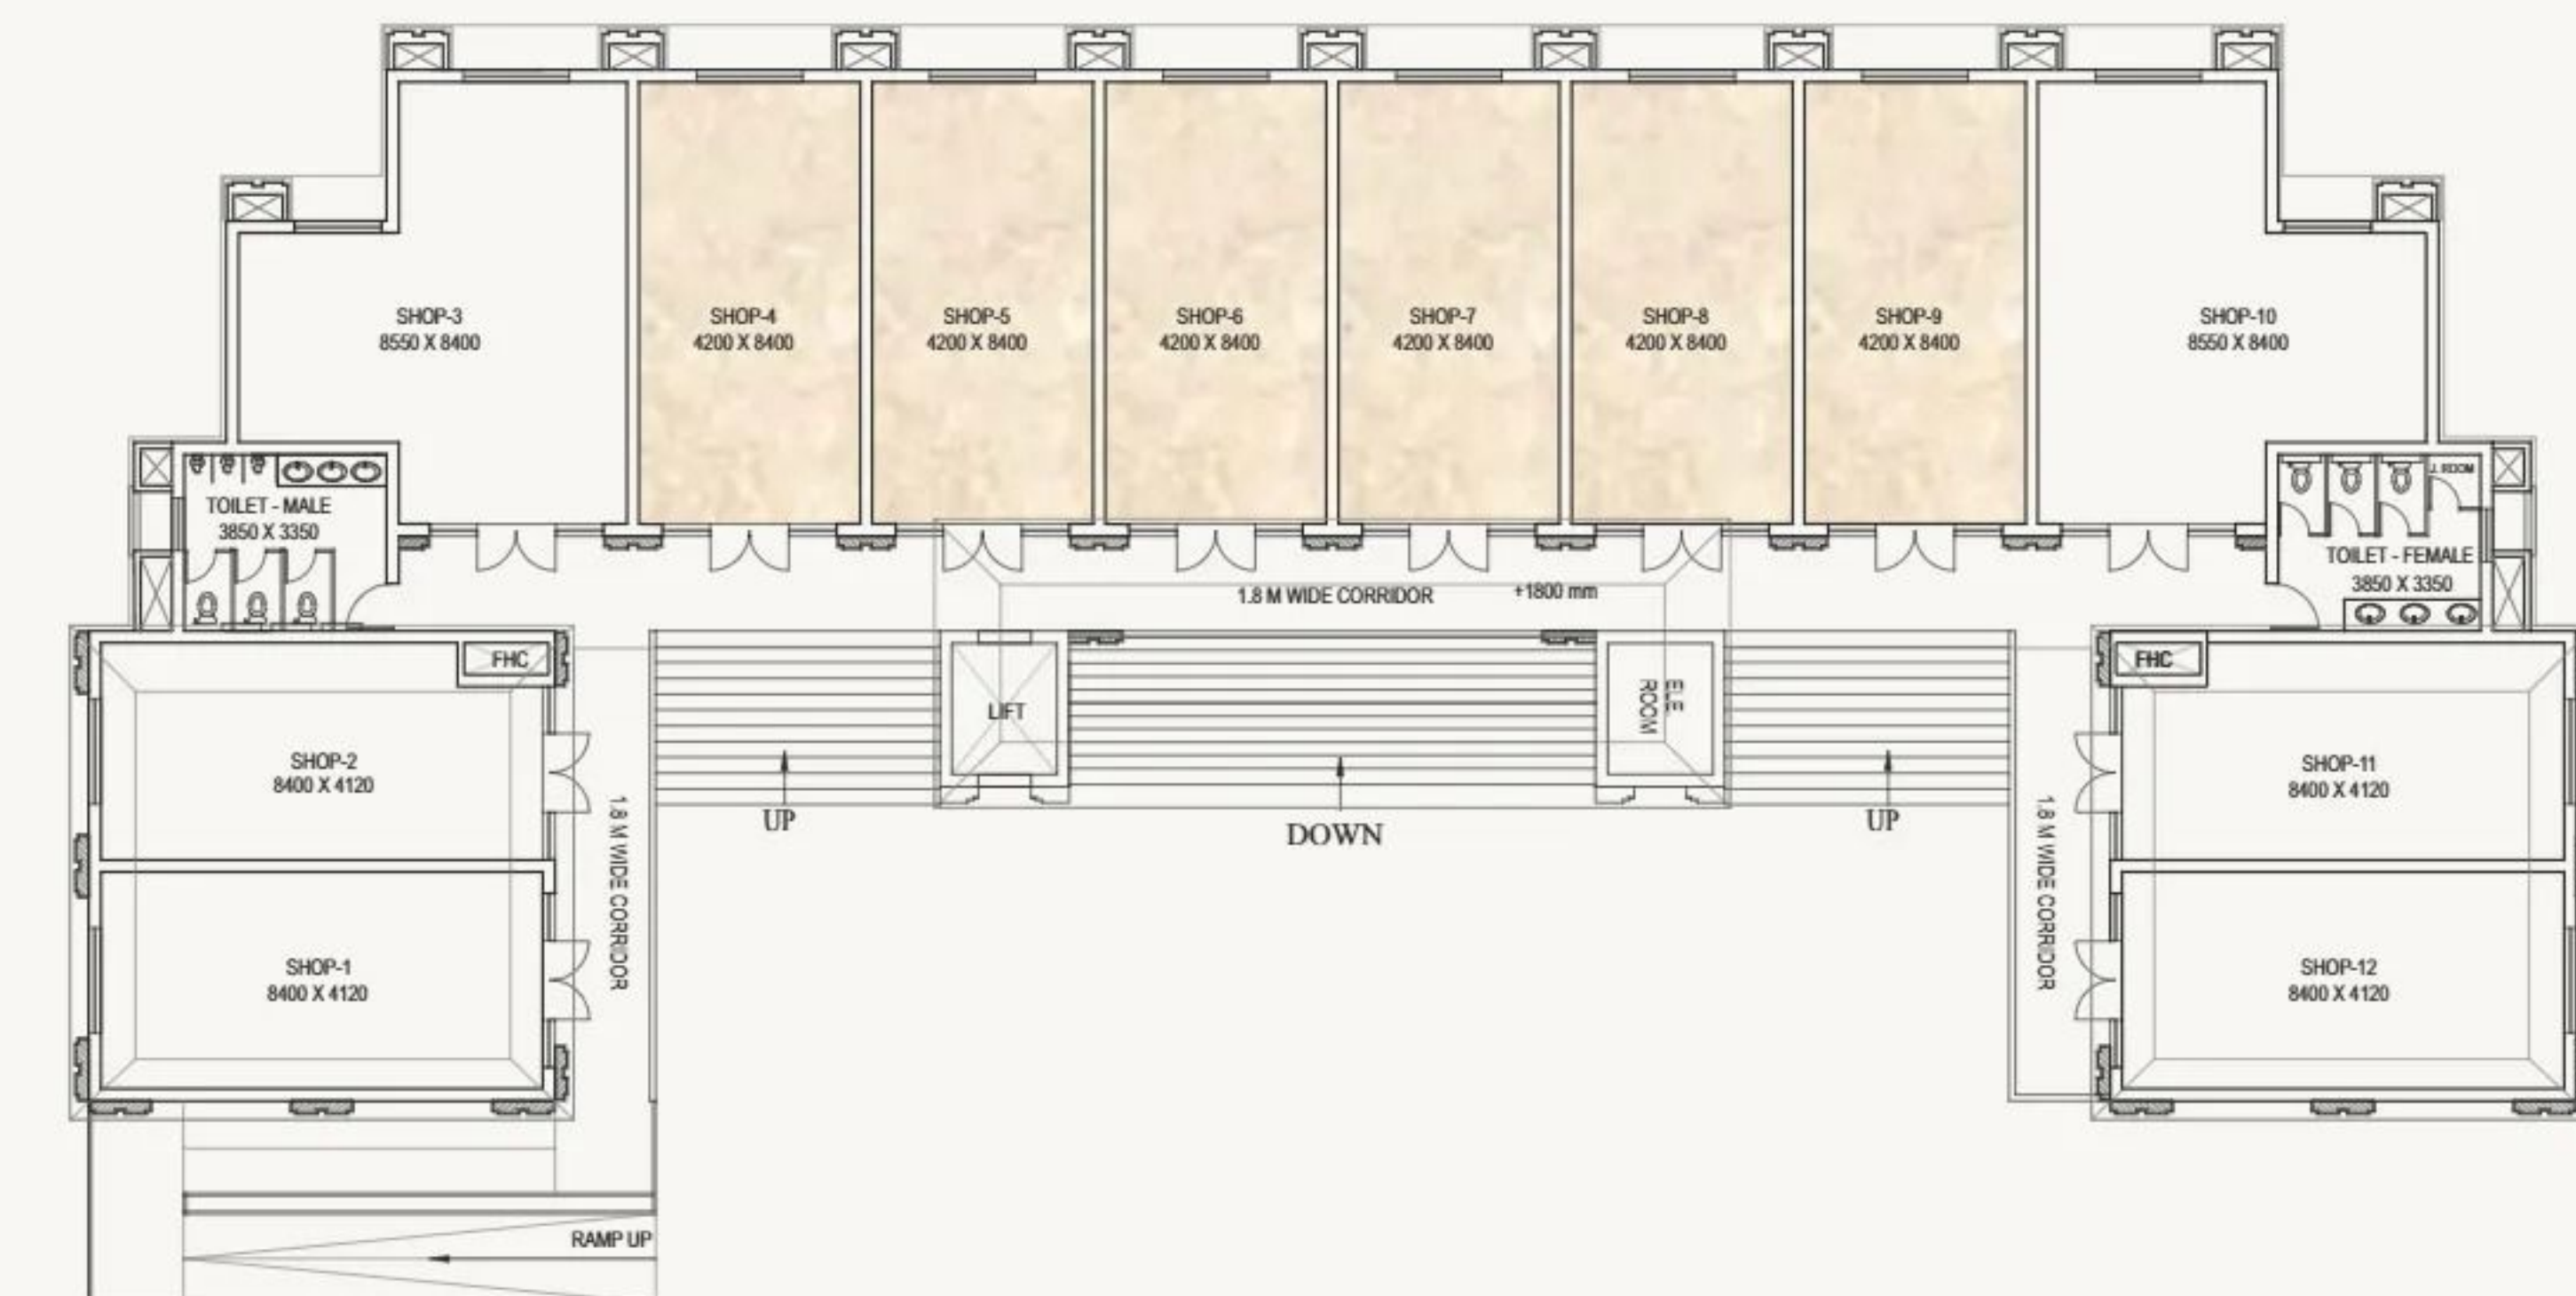 SHOP-3
8550 X 8400
SHOP-4
4200 X 8400
SHOP-5
4200 X 8400
SHOP-6
4200 X 8400
SHOP-7
4200 X 8400
SHOP-8
4200 X 8400
SHOP-9
4200 X 8400
SHOP-10
8550 X 8400
TOILET - MALE
3850 X 3350
J. ROOM
TOILET - FEMALE
3850 X 3350
1.8 M WIDE CORRIDOR
+1800 mm
FHC
SHOP-2
8400 X 4120
1.8 M WIDE CORRIDOR
UP
LIFT
DOWN
ELE.
ROOM
UP
1.8 M WIDE CORRIDOR
FHC
SHOP-11
8400 X 4120
SHOP-1
8400 X 4120
SHOP-12
8400 X 4120
RAMP UP